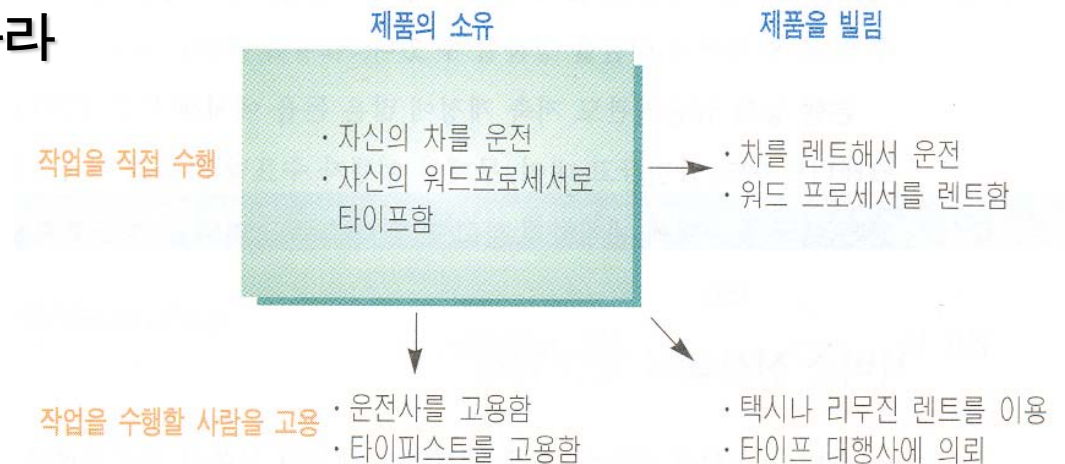 라
제품의 소유 제품을 빌림
작업을 직접 수행
· 자신의 차를 운전
· 자신의 워드프로세서로
타이프함
· 차를 렌트해서 운전
· 워드 프로세서를 렌트함
작업을 수행할 사람을 고용
· 운전사를 고용함
· 타이피스트를 고용함
· 택시나 리무진 렌트를 이용
· 타이프 대행사에 의뢰